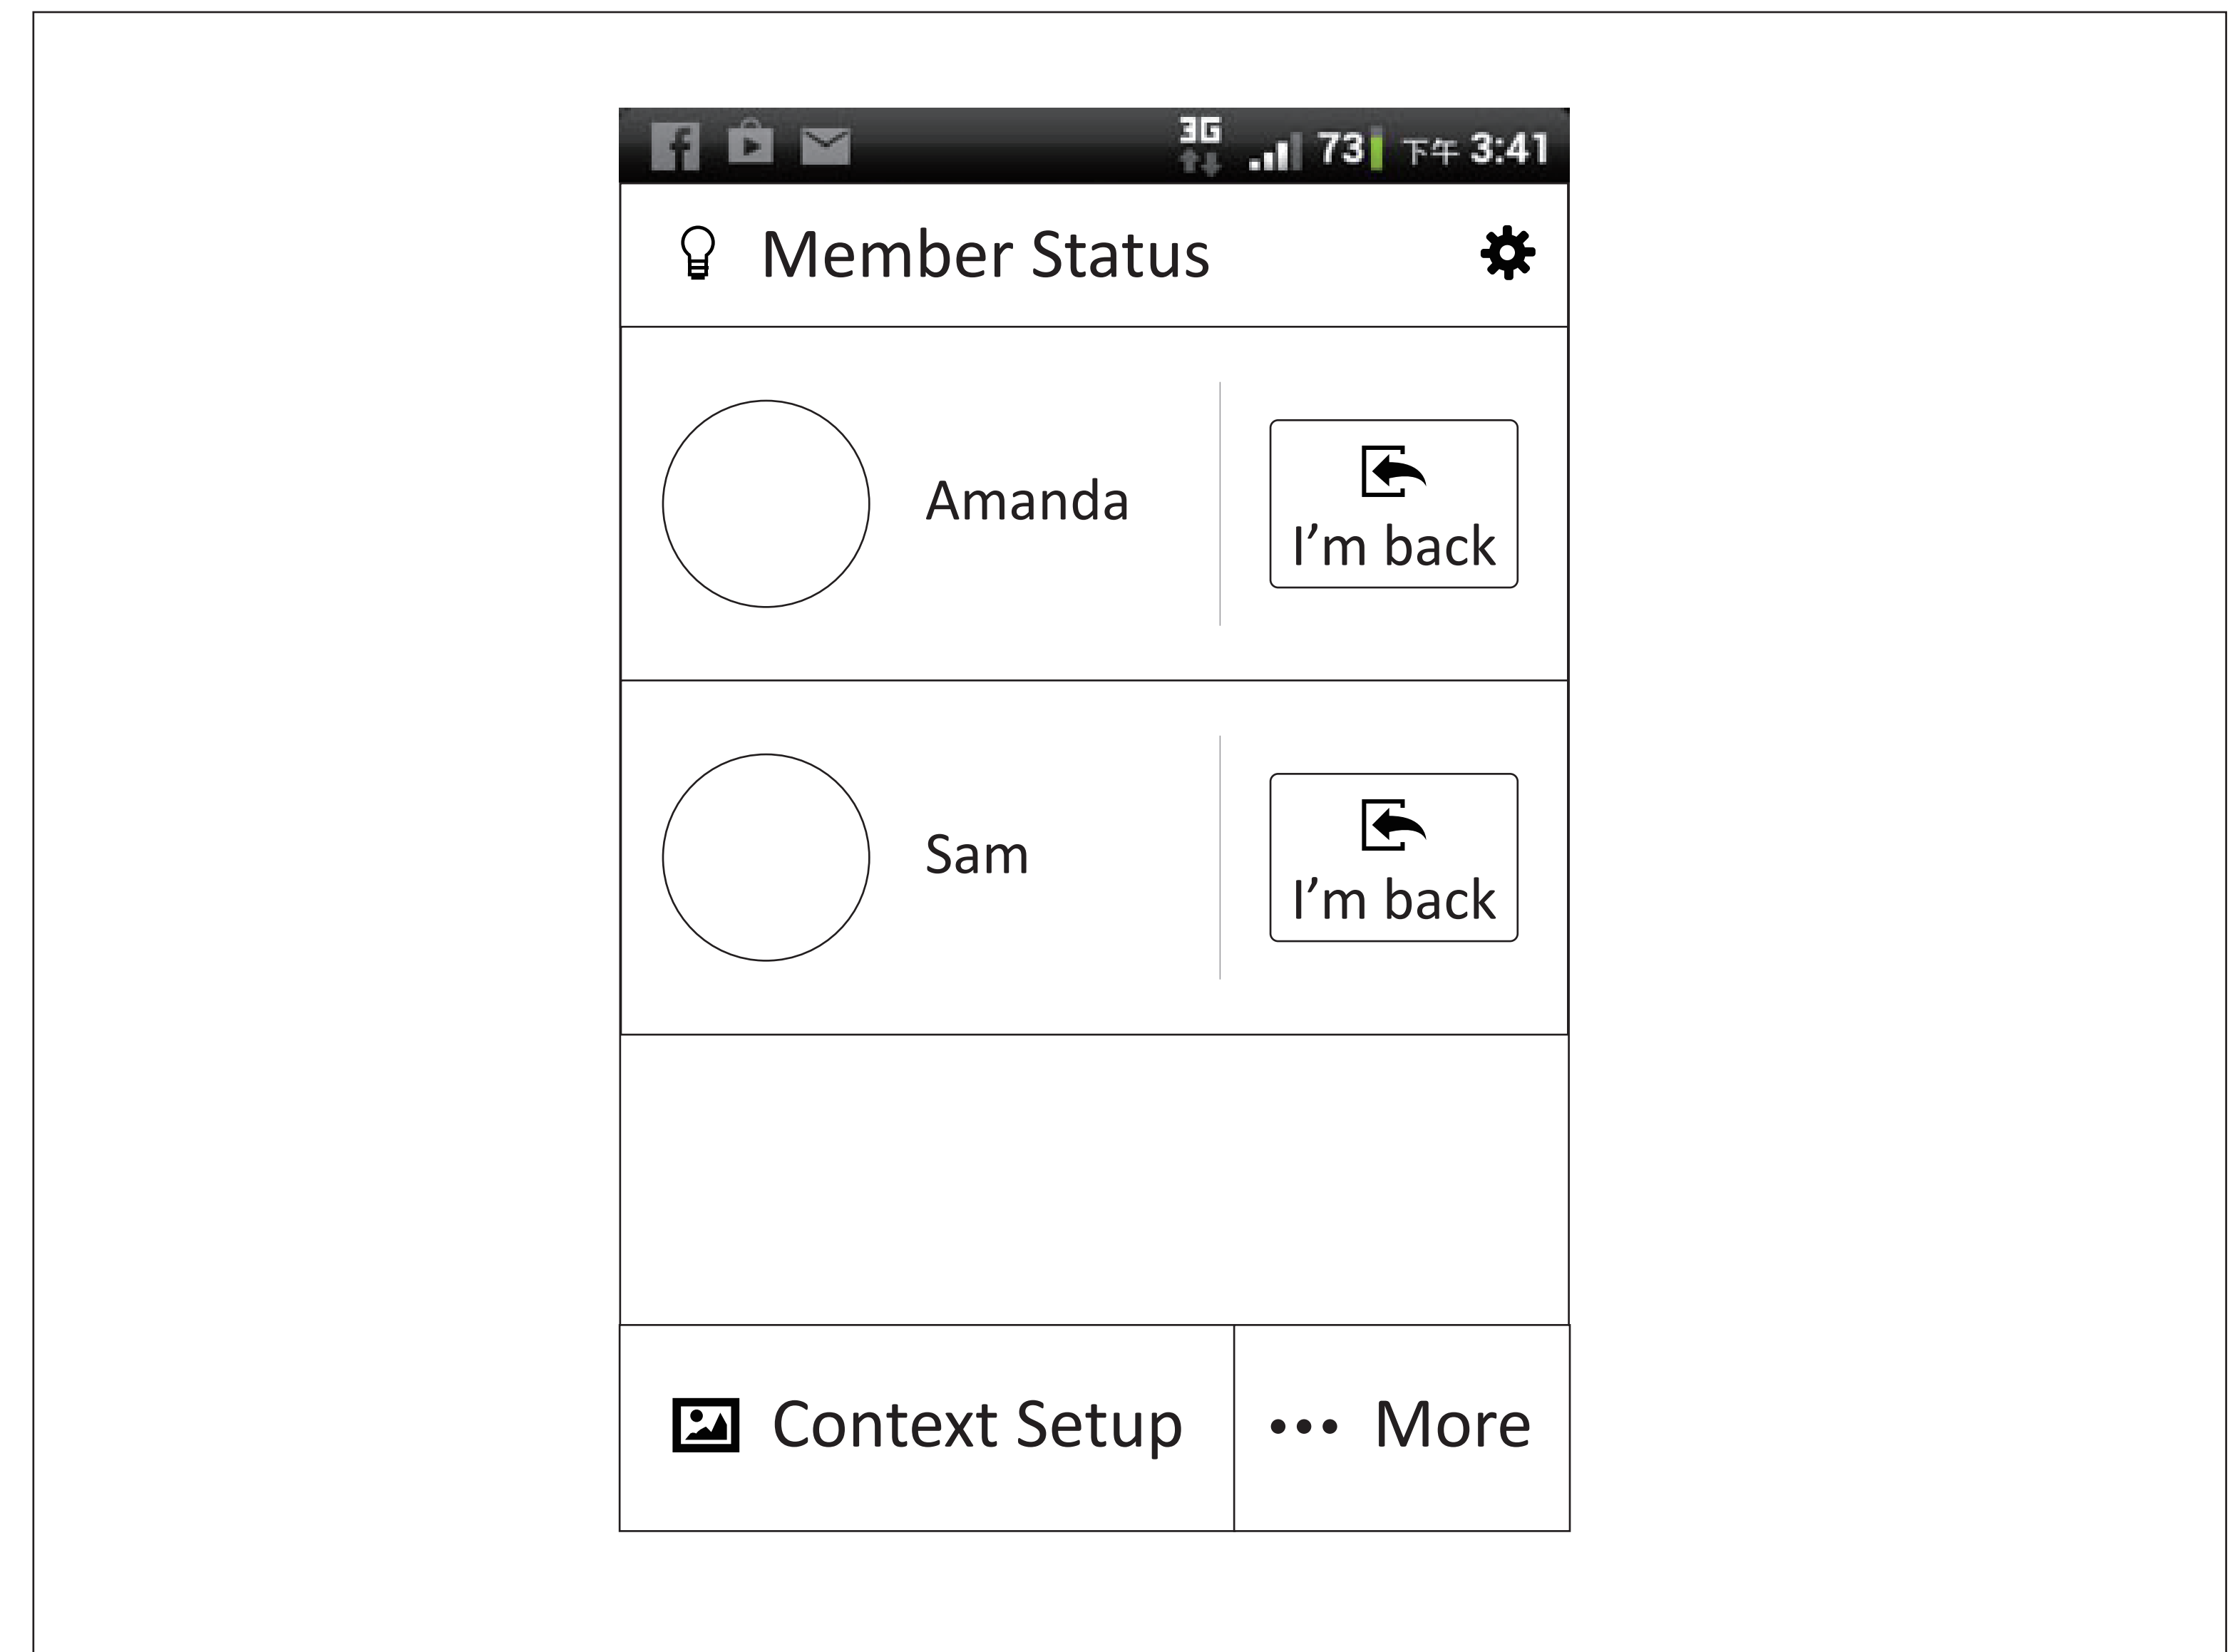 3G 73 下午 3:41
Member Status
Amanda
I’m back
Sam
I’m back
Context Setup
••• More